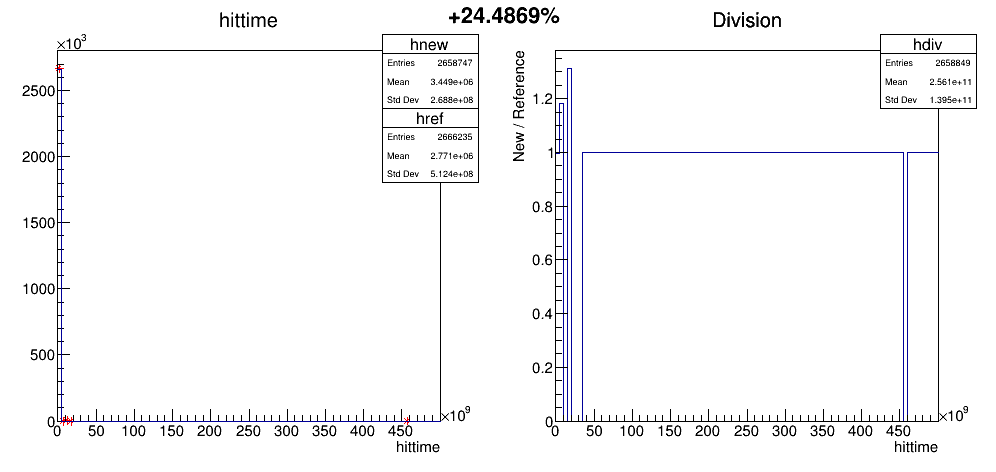 +24.4869%
hittime
×10³
hnew
Entries 2658747
Mean 3.449e+06
Std Dev 2.688e+08
href
Entries 2666235
Mean 2.771e+06
Std Dev 5.124e+08
2500
2000
1500
1000
500
0
0 50 100 150 200 250 300 350 400 450
×10⁹
hittime
Division
hdiv
Entries 2658849
Mean 2.561e+11
Std Dev 1.395e+11
New / Reference
1.2
1
0.8
0.6
0.4
0.2
0
0 50 100 150 200 250 300 350 400 450
×10⁹
hittime